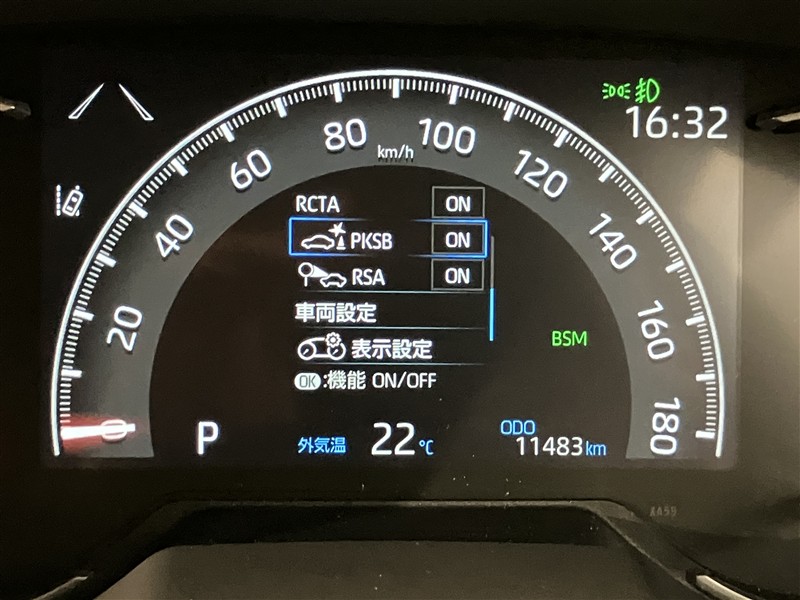 16:32
0
20
40
60
80
100
120
140
160
180
km/h
RCTA ON
PKSB ON
RSA ON
車両設定
表示設定
OK:機能 ON/OFF
BSM
P
外気温 22℃
ODO
11483km